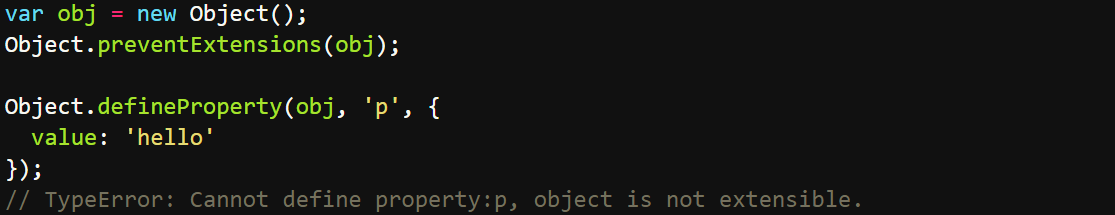 var obj = new Object();
Object.preventExtensions(obj);
Object.defineProperty(obj, 'p', {
  value: 'hello'
});
// TypeError: Cannot define property:p, object is not extensible.